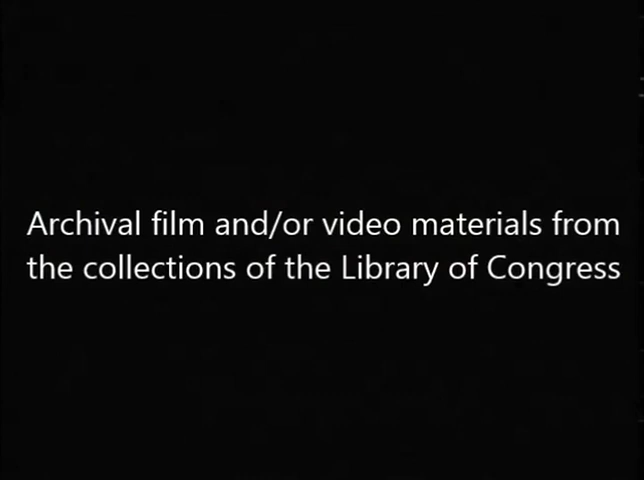 Archival film and/or video materials from
the collections of the Library of Congress